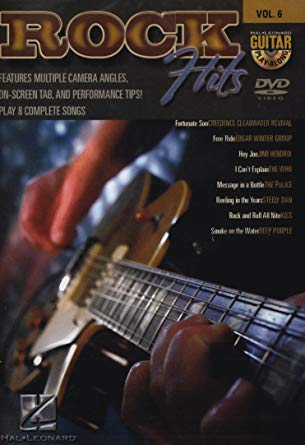 VOL. 6
ROCK
Hits
HAL•LEONARD
GUITAR
PLAY-ALONG
DVD
VIDEO
FEATURES MULTIPLE CAMERA ANGLES,
ON-SCREEN TAB, AND PERFORMANCE TIPS!
PLAY 8 COMPLETE SONGS
Fortunate Son CREEDENCE CLEARWATER REVIVAL
Free Ride EDGAR WINTER GROUP
Hey Joe JIMI HENDRIX
I Can't Explain THE WHO
Message in a Bottle THE POLICE
Reeling in the Years STEELY DAN
Rock and Roll All Nite KISS
Smoke on the Water DEEP PURPLE
HAL•LEONARD